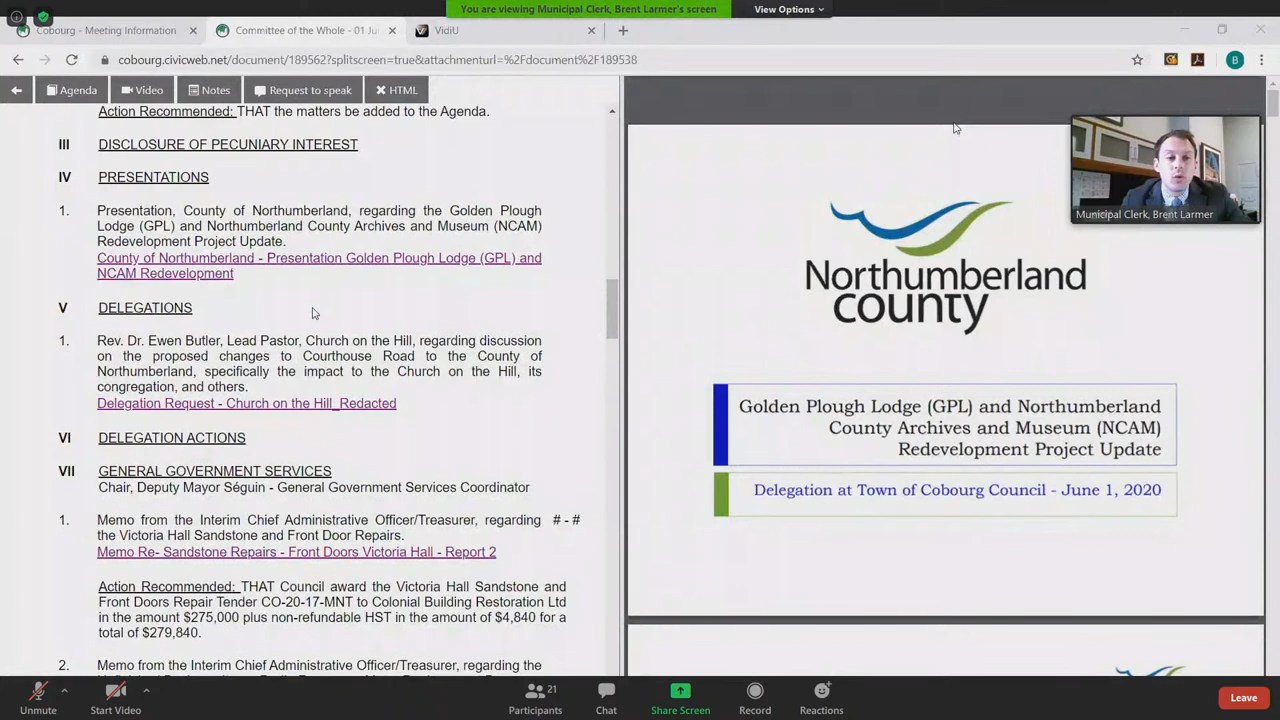 You are viewing Municipal Clerk, Brent Larmer's screen
View Options
Cobourg - Meeting Information
Committee of the Whole - 01 Ju
VidiU
cobourg.civicweb.net/document/189562?splitscreen=true&attachmenturl=%2Fdocument%2F189538
B
Agenda
Video
Notes
Request to speak
HTML
Action Recommended: THAT the matters be added to the Agenda.
III DISCLOSURE OF PECUNIARY INTEREST
IV PRESENTATIONS
1. Presentation, County of Northumberland, regarding the Golden Plough
Lodge (GPL) and Northumberland County Archives and Museum (NCAM)
Redevelopment Project Update.
County of Northumberland - Presentation Golden Plough Lodge (GPL) and
NCAM Redevelopment
V DELEGATIONS
1. Rev. Dr. Ewen Butler, Lead Pastor, Church on the Hill, regarding discussion
on the proposed changes to Courthouse Road to the County of
Northumberland, specifically the impact to the Church on the Hill, its
congregation, and others.
Delegation Request - Church on the Hill_Redacted
VI DELEGATION ACTIONS
VII GENERAL GOVERNMENT SERVICES
Chair, Deputy Mayor Séguin - General Government Services Coordinator
1. Memo from the Interim Chief Administrative Officer/Treasurer, regarding # - #
the Victoria Hall Sandstone and Front Door Repairs.
Memo Re- Sandstone Repairs - Front Doors Victoria Hall - Report 2
Action Recommended: THAT Council award the Victoria Hall Sandstone and
Front Doors Repair Tender CO-20-17-MNT to Colonial Building Restoration Ltd
in the amount $275,000 plus non-refundable HST in the amount of $4,840 for a
total of $279,840.
2. Memo from the Interim Chief Administrative Officer/Treasurer, regarding the
Northumberland
county
Golden Plough Lodge (GPL) and Northumberland
County Archives and Museum (NCAM)
Redevelopment Project Update
Delegation at Town of Cobourg Council - June 1, 2020
Municipal Clerk, Brent Larmer
Unmute
Start Video
21
Participants
Chat
Share Screen
Record
Reactions
Leave